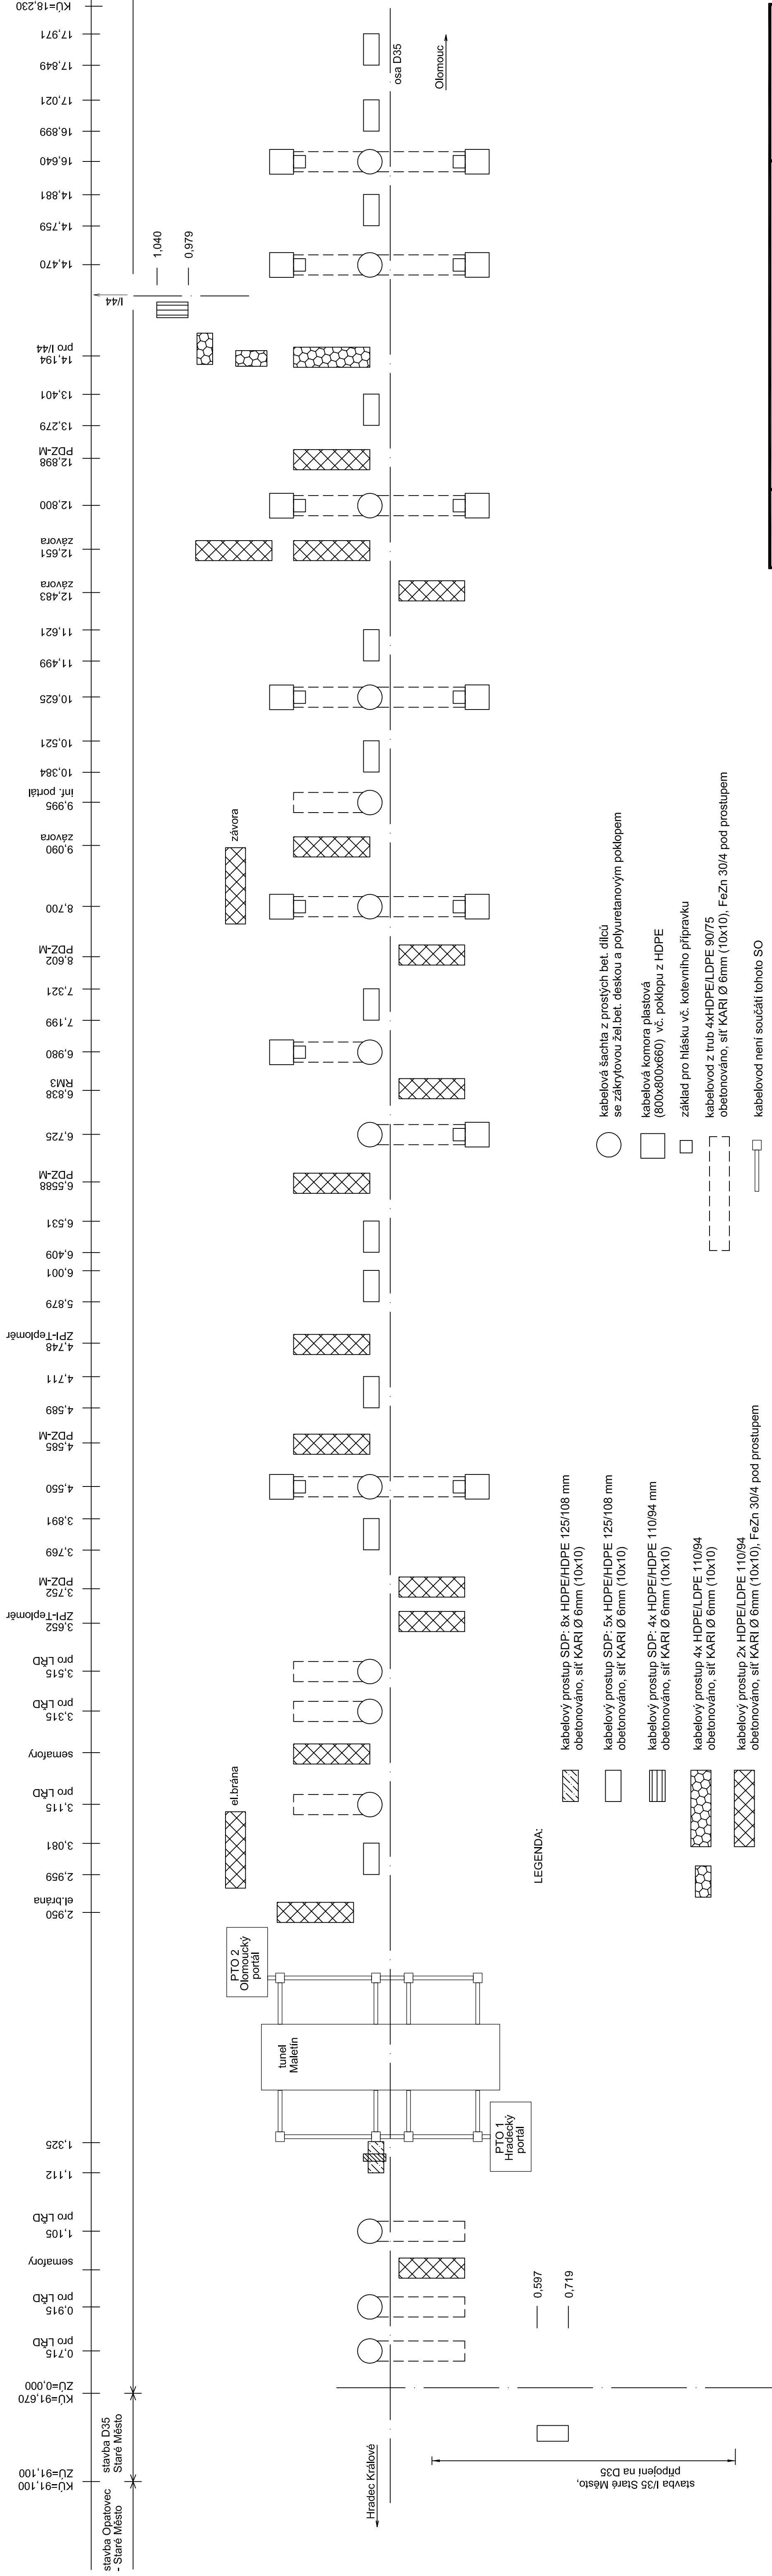 KÚ=18,230
17,971
17,849
17,021
16,899
16,640
14,881
14,759
14,470
14,194
pro I/44
13,401
13,279
12,898
PDZ-M
12,800
12,651
závora
12,483
závora
11,621
11,499
10,625
10,521
10,384
9,995
inf. portál
9,090
závora
8,700
8,602
PDZ-M
7,321
7,199
6,980
6,838
RM3
6,725
6,5588
PDZ-M
6,531
6,409
6,001
5,879
4,748
ZPI-Teploměr
4,711
4,589
4,585
PDZ-M
4,550
3,891
3,769
3,752
PDZ-M
3,652
ZPI-Teploměr
3,515
pro LŘD
3,315
pro LŘD
semafory
3,115
pro LŘD
3,081
2,959
2,950
el.brána
1,325
1,112
1,105
pro LŘD
semafory
0,915
pro LŘD
0,715
pro LŘD
KÚ=91,670
ZÚ=0,000
KÚ=91,100
ZÚ=91,100
stavba D35
Staré Město
stavba Opatovec
- Staré Město
osa D35
Olomouc
I/44
1,040
0,979
závora
el.brána
PTO 2
Olomoucký
portál
tunel
Maletín
PTO 1
Hradecký
portál
0,597
0,719
Hradec Králové
stavba I/35 Staré Město,
připojení na D35
LEGENDA:
kabelový prostup SDP: 8x HDPE/HDPE 125/108 mm
obetonováno, síť KARI Ø 6mm (10x10)
kabelový prostup SDP: 5x HDPE/HDPE 125/108 mm
obetonováno, síť KARI Ø 6mm (10x10)
kabelový prostup SDP: 4x HDPE/HDPE 110/94 mm
obetonováno, síť KARI Ø 6mm (10x10)
kabelový prostup 4x HDPE/LDPE 110/94
obetonováno, síť KARI Ø 6mm (10x10)
kabelový prostup 2x HDPE/LDPE 110/94
obetonováno, síť KARI Ø 6mm (10x10), FeZn 30/4 pod prostupem
kabelová šachta z prostých bet. dílců
se zákrytovou žel.bet. deskou a polyuretanovým poklopem
kabelová komora plastová
(800x800x660) vč. poklopu z HDPE
základ pro hlásku vč. kotevního přípravku
kabelovod z trub 4xHDPE/LDPE 90/75
obetonováno, síť KARI Ø 6mm (10x10), FeZn 30/4 pod prostupem
kabelovod není součátí tohoto SO